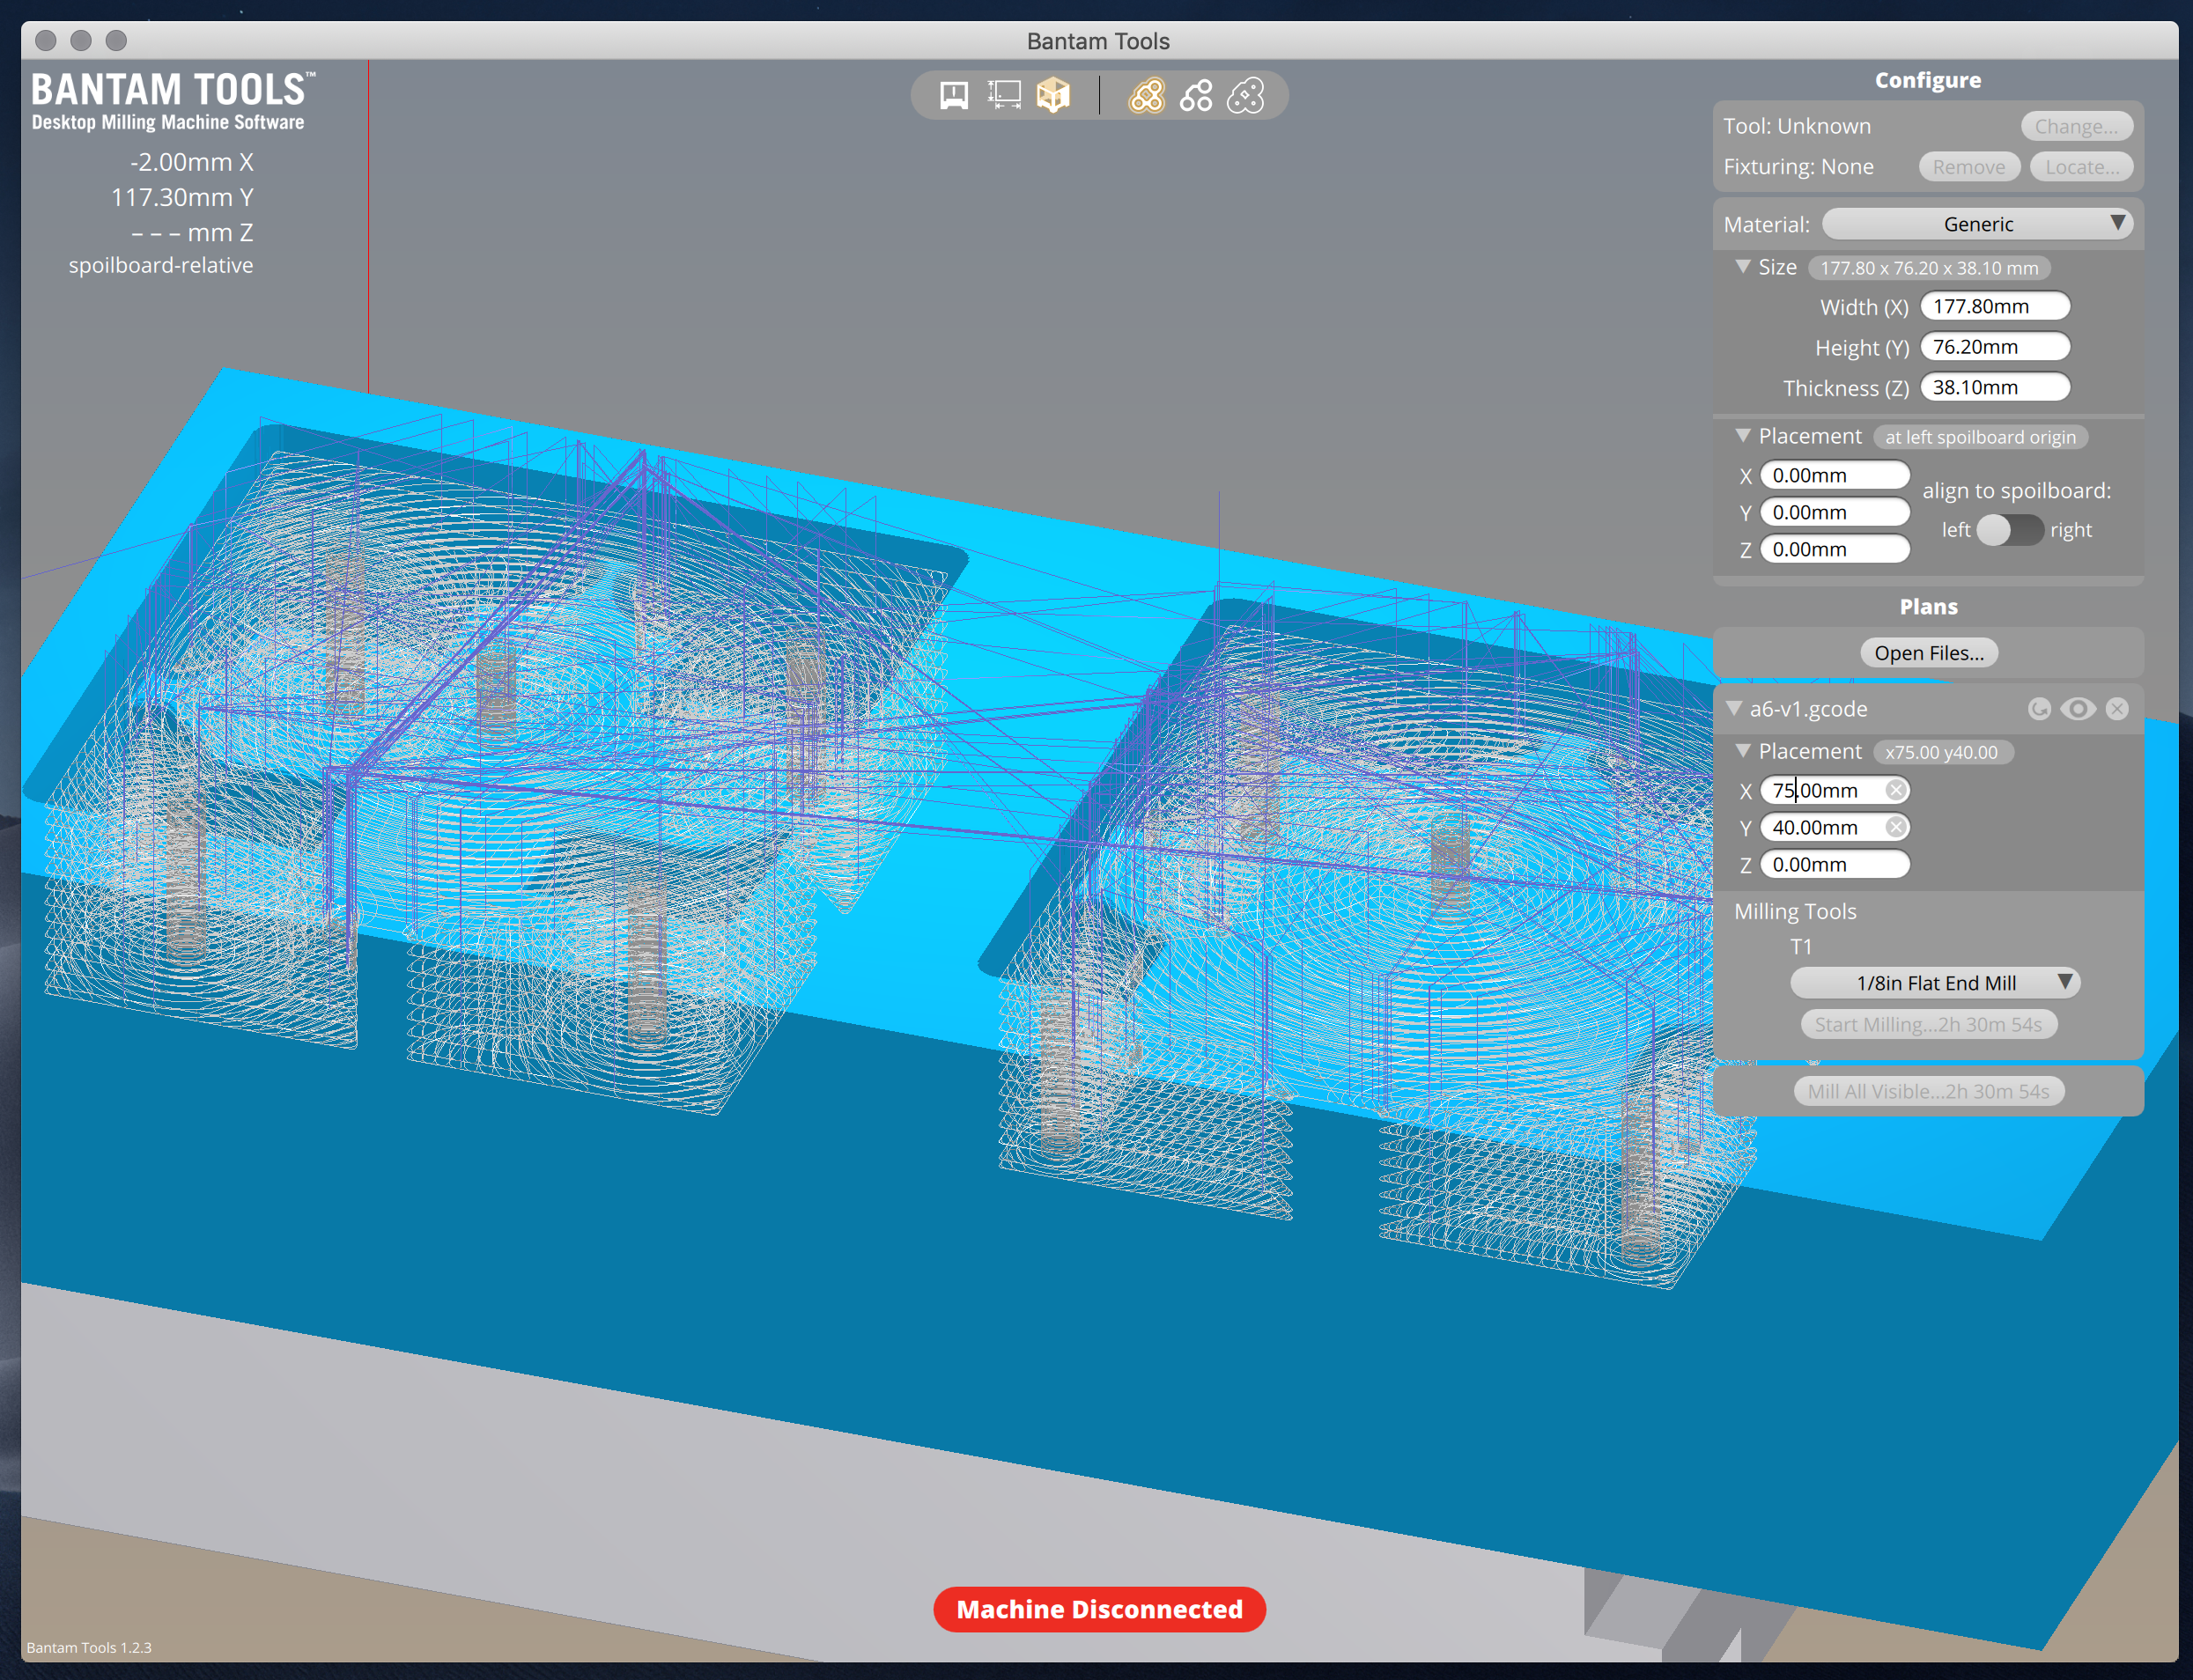 Bantam Tools
BANTAM TOOLS™
Desktop Milling Machine Software
-2.00mm X
117.30mm Y
– – – mm Z
spoilboard-relative
Configure
Tool: Unknown
Change...
Fixturing: None
Remove
Locate...
Material:
Generic
Size
177.80 x 76.20 x 38.10 mm
Width (X)
177.80mm
Height (Y)
76.20mm
Thickness (Z)
38.10mm
Placement
at left spoilboard origin
X
0.00mm
Y
0.00mm
Z
0.00mm
align to spoilboard:
left
right
Plans
Open Files...
a6-v1.gcode
Placement
x75.00 y40.00
X
75.00mm
Y
40.00mm
Z
0.00mm
Milling Tools
T1
1/8in Flat End Mill
Start Milling...2h 30m 54s
Mill All Visible...2h 30m 54s
Machine Disconnected
Bantam Tools 1.2.3